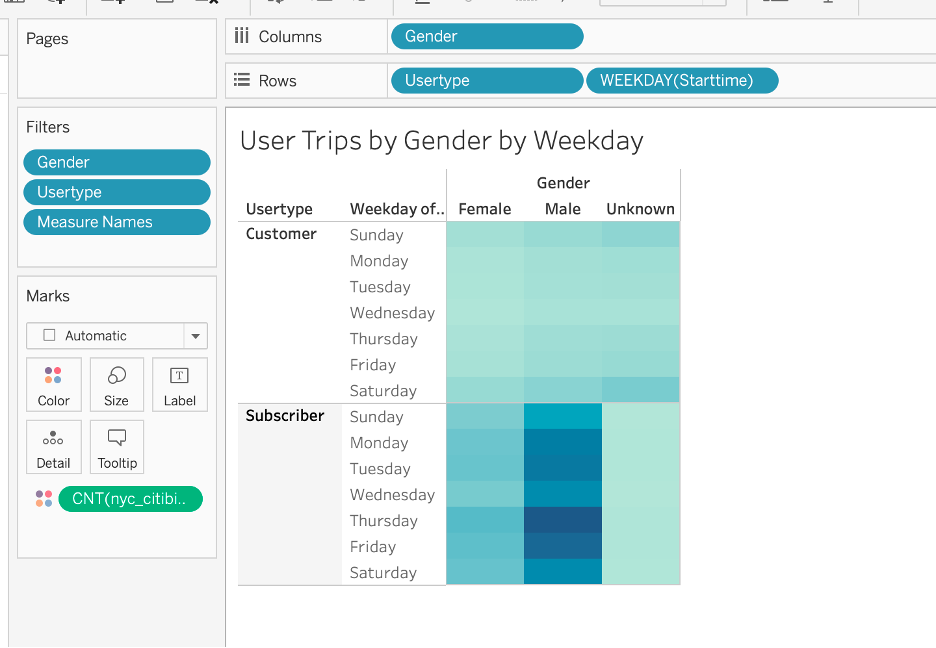 Pages
Columns
Gender
Rows
Usertype
WEEKDAY(Starttime)
Filters
Gender
Usertype
Measure Names
Marks
Automatic
Color
Size
Label
T
Detail
Tooltip
CNT(nyc_citibi..
User Trips by Gender by Weekday
Gender
Usertype Weekday of.. Female Male Unknown
Customer Sunday
Monday
Tuesday
Wednesday
Thursday
Friday
Saturday
Subscriber Sunday
Monday
Tuesday
Wednesday
Thursday
Friday
Saturday